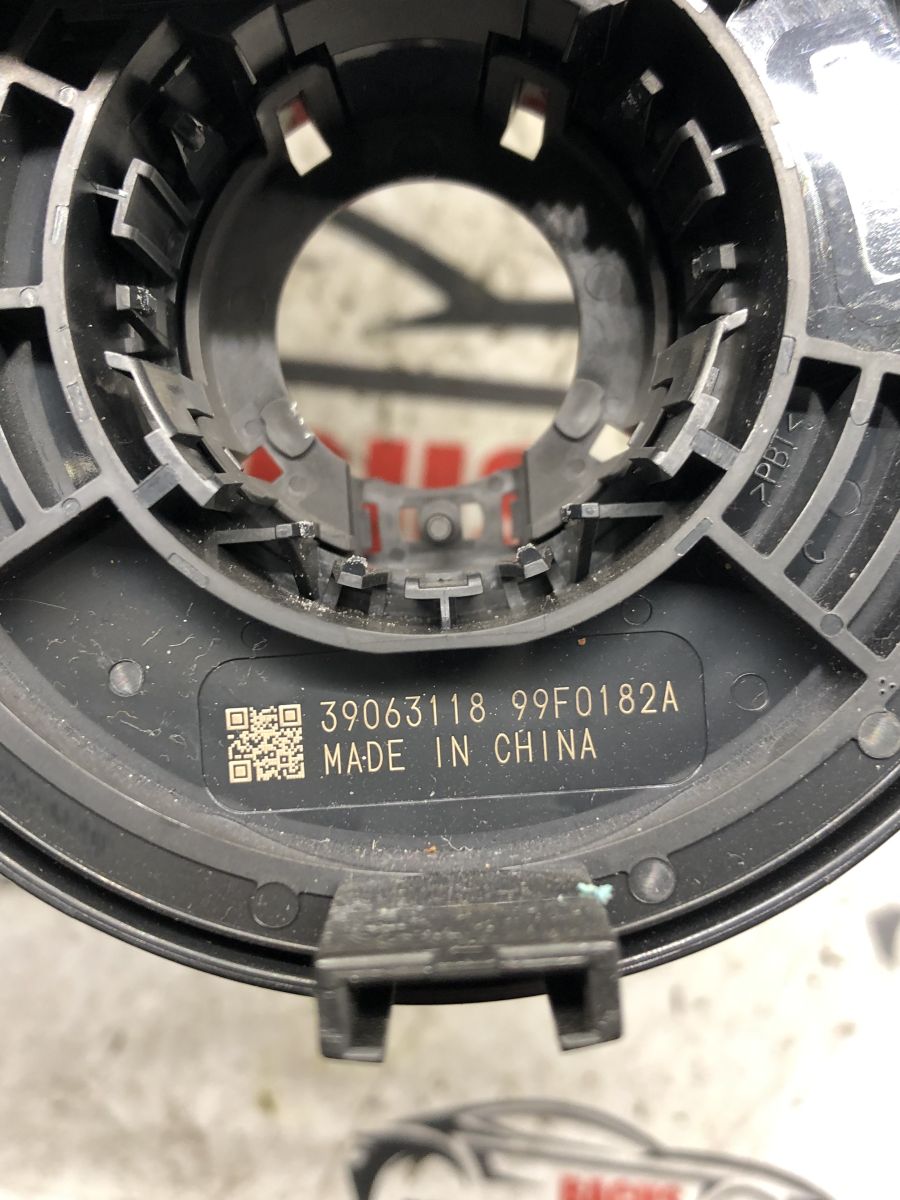 >PBT<
39063118 99F0182A
MADE IN CHINA